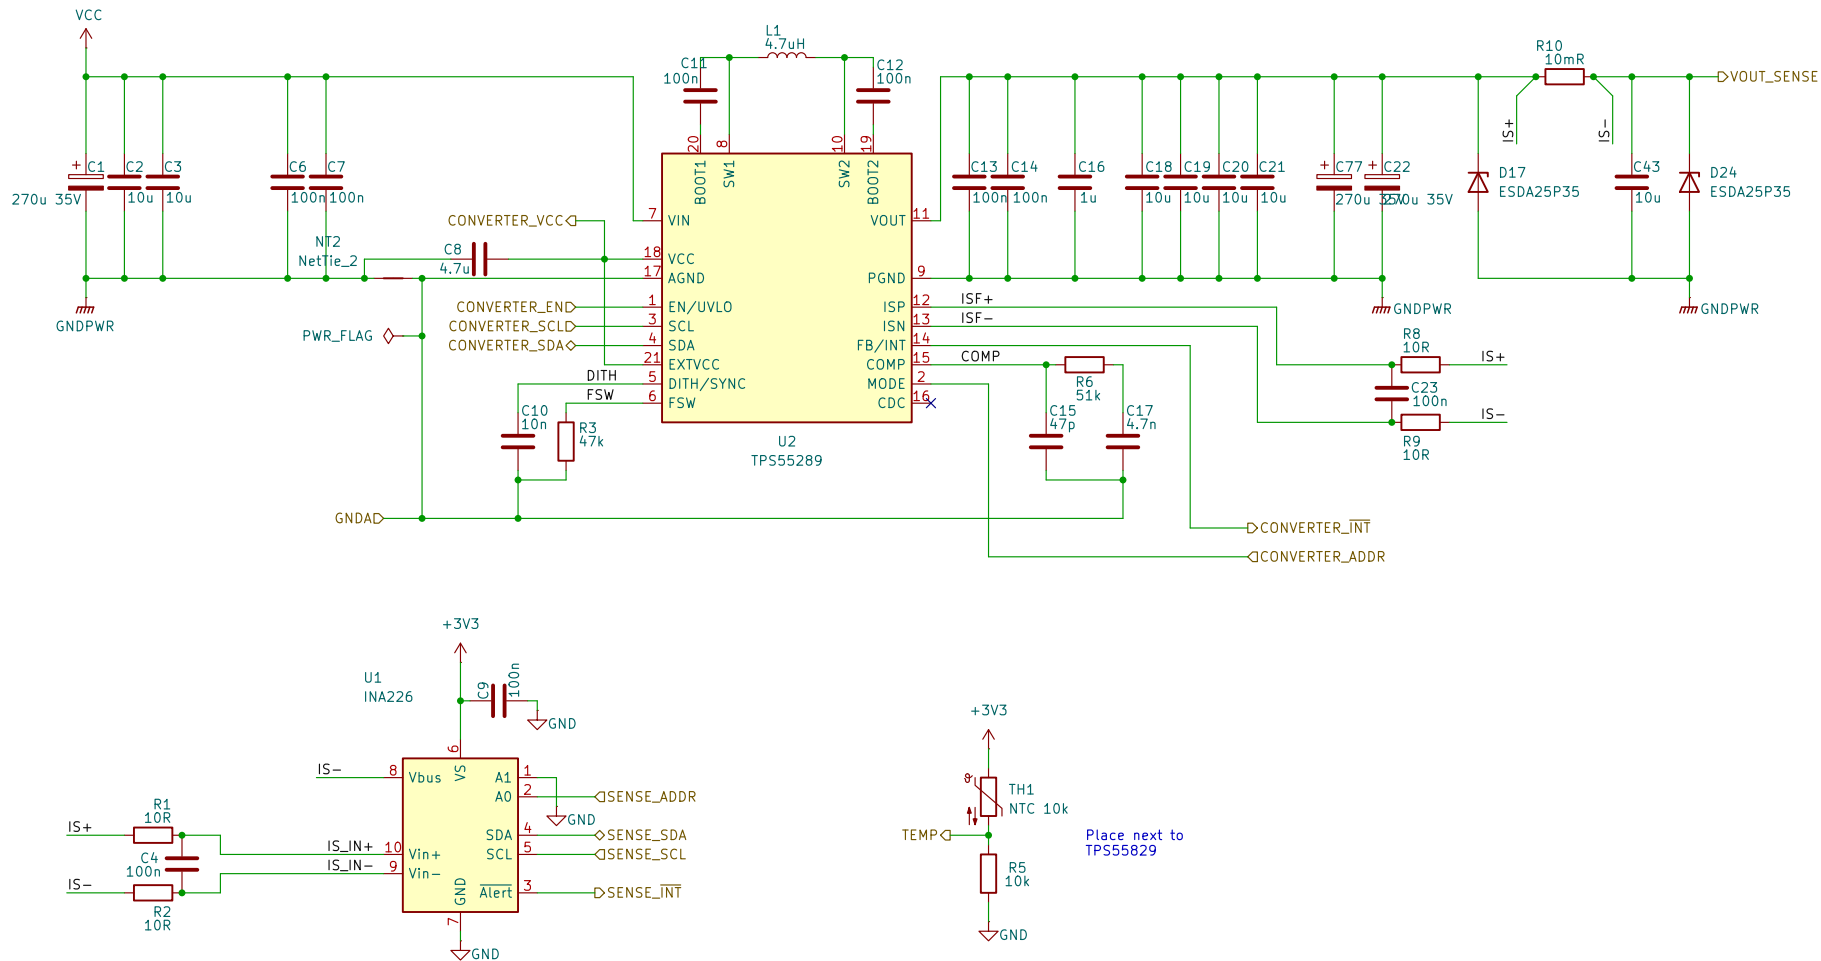 VCC
L1
4.7uH
C11
100n
C12
100n
R10
10mR
VOUT_SENSE
IS+
IS-
20
8
10
19
BOOT1
SW1
SW2
BOOT2
C1
270u 35V
C2
10u
C3
10u
C6
100n
C7
100n
C13
100n
C14
100n
C16
1u
C18
10u
C19
10u
C20
10u
C21
10u
C77
270u 35V
C22
270u 35V
D17
ESDA25P35
C43
10u
D24
ESDA25P35
CONVERTER_VCC
7
VIN
VOUT
11
NT2
NetTie_2
C8
4.7u
18
VCC
17
AGND
PGND
9
GNDPWR
GNDPWR
GNDPWR
CONVERTER_EN
1
EN/UVLO
ISP
12
ISF+
CONVERTER_SCL
3
SCL
ISN
13
ISF-
PWR_FLAG
CONVERTER_SDA
4
SDA
FB/INT
14
21
EXTVCC
COMP
15
COMP
DITH
5
DITH/SYNC
MODE
2
FSW
6
FSW
CDC
16
R8
10R
IS+
C23
100n
IS-
R9
10R
R6
51k
C10
10n
R3
47k
C15
47p
C17
4.7n
U2
TPS55289
GNDA
CONVERTER_INT
CONVERTER_ADDR
+3V3
U1
INA226
C9
100n
GND
6
VS
IS-
8
Vbus
A1
1
A0
2
SENSE_ADDR
GND
R1
10R
IS+
SDA
4
SENSE_SDA
IS_IN+
10
Vin+
SCL
5
SENSE_SCL
C4
100n
IS_IN-
9
Vin-
IS-
Alert
3
SENSE_INT
R2
10R
GND
7
GND
+3V3
TH1
NTC 10k
TEMP
R5
10k
GND
Place next to
TPS55829